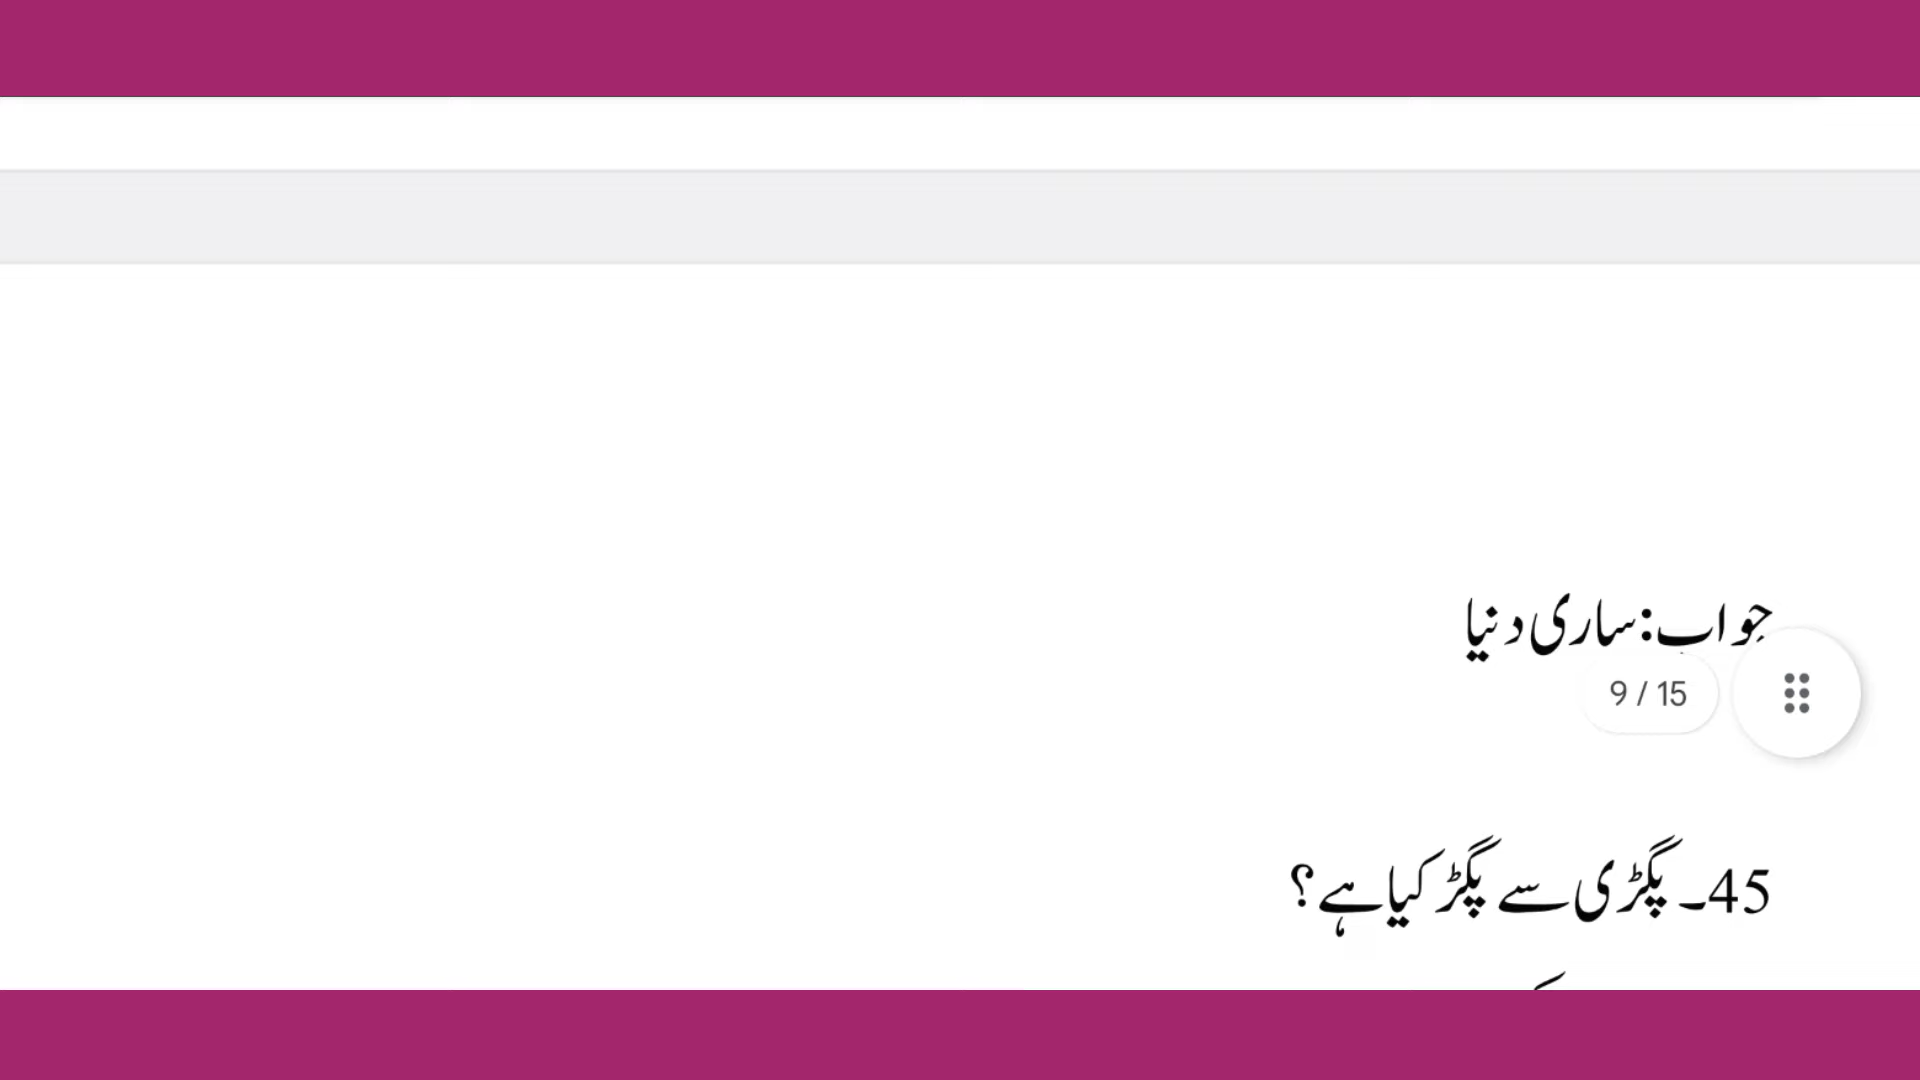 جواب: ساری دنیا
9 / 15
45۔ پگڑی سے پگڑ کیا ہے؟